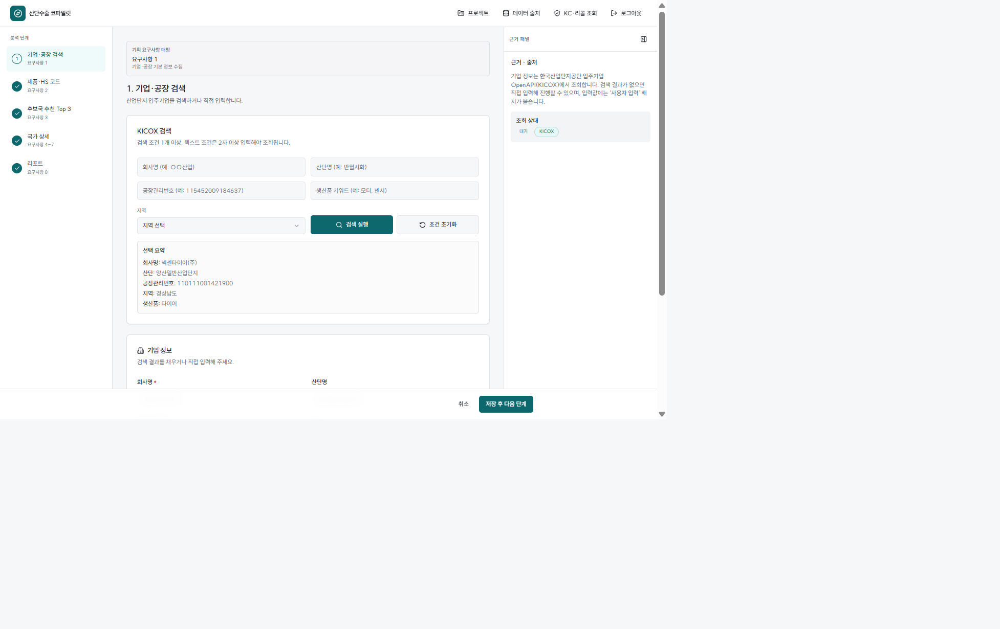 산단수출 코파일럿
프로젝트
데이터 출처
KC·리콜 조회
로그아웃
분석 단계
1
기업·공장 검색
요구사항 1
제품·HS 코드
요구사항 2
후보국 추천 Top 3
요구사항 3
국가 상세
요구사항 4~7
리포트
요구사항 8
기획 요구사항 매핑
요구사항 1
기업·공장 기본 정보 수집
1. 기업·공장 검색
산업단지 입주기업을 검색하거나 직접 입력합니다.
KICOX 검색
검색 조건 1개 이상, 텍스트 조건은 2자 이상 입력해야 조회됩니다.
회사명 (예: ○○산업)
산단명 (예: 반월시화)
공장관리번호 (예: 115452009184637)
생산품 키워드 (예: 모터, 센서)
지역
지역 선택
검색 실행
조건 초기화
선택 요약
회사명: 넥센타이어(주)
산단: 양산일반산업단지
공장관리번호: 110111001421900
지역: 경상남도
생산품: 타이어
기업 정보
검색 결과를 채우거나 직접 입력해 주세요.
회사명 *
산단명
취소
저장 후 다음 단계
근거 패널
근거 · 출처
기업 정보는 한국산업단지공단 입주기업
OpenAPI(KICOX)에서 조회합니다. 검색 결과가 없으면
직접 입력해 진행할 수 있으며, 입력값에는 '사용자 입력' 배
지가 붙습니다.
조회 상태
대기
KICOX